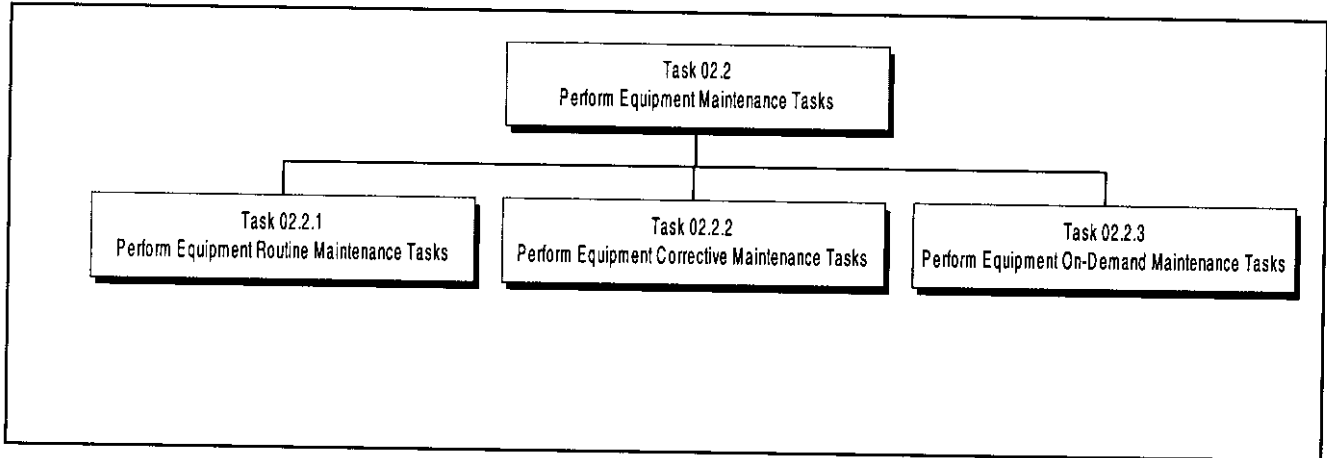 Task 02.2
Perform Equipment Maintenance Tasks
Task 02.2.1
Perform Equipment Routine Maintenance Tasks
Task 02.2.2
Perform Equipment Corrective Maintenance Tasks
Task 02.2.3
Perform Equipment On-Demand Maintenance Tasks